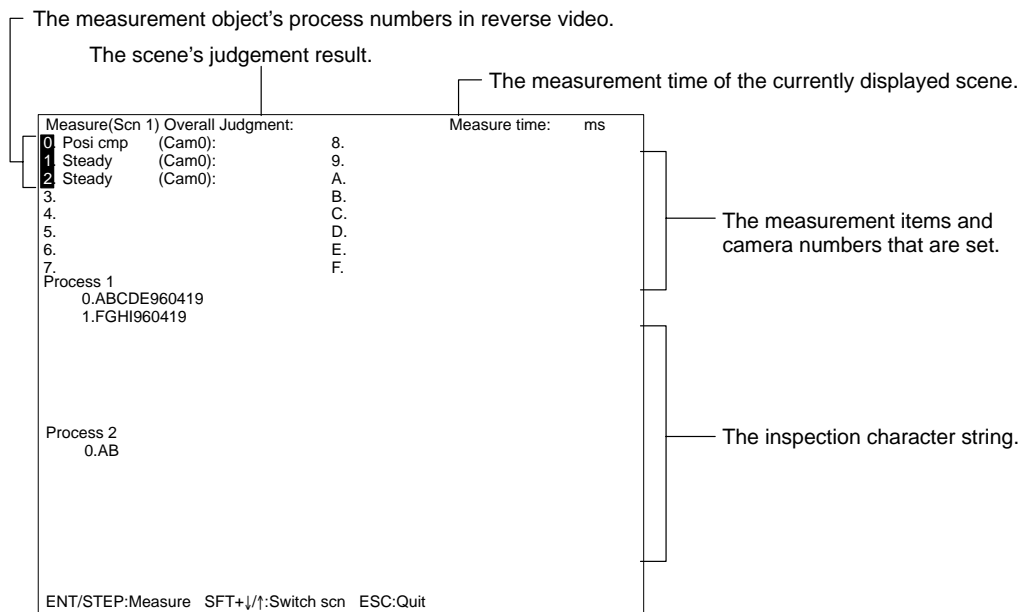 The measurement object's process numbers in reverse video.
The scene's judgement result.
The measurement time of the currently displayed scene.
Measure(Scn 1) Overall Judgment: Measure time: ms
0. Posi cmp (Cam0): 8.
1. Steady (Cam0): 9.
2. Steady (Cam0): A.
3. B.
4. C.
5. D.
6. E.
7. F.
The measurement items and
camera numbers that are set.
Process 1
0.ABCDE960419
1.FGHI960419
Process 2
0.AB
The inspection character string.
ENT/STEP:Measure SFT+↓/↑:Switch scn ESC:Quit